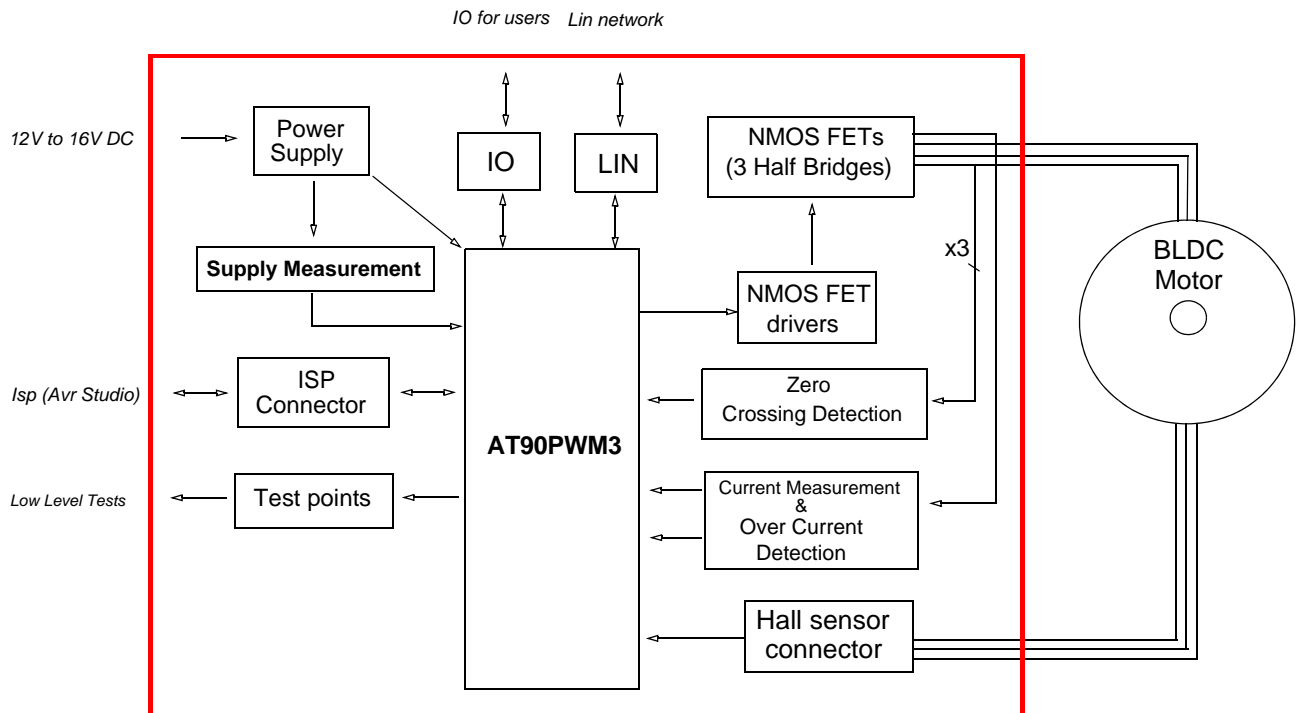 IO for users
Lin network
12V to 16V DC
Power
Supply
IO
LIN
NMOS FETs
(3 Half Bridges)
Supply Measurement
x3
BLDC
Motor
NMOS FET
drivers
Isp (Avr Studio)
ISP
Connector
Zero
Crossing Detection
AT90PWM3
Low Level Tests
Test points
Current Measurement
&
Over Current
Detection
Hall sensor
connector